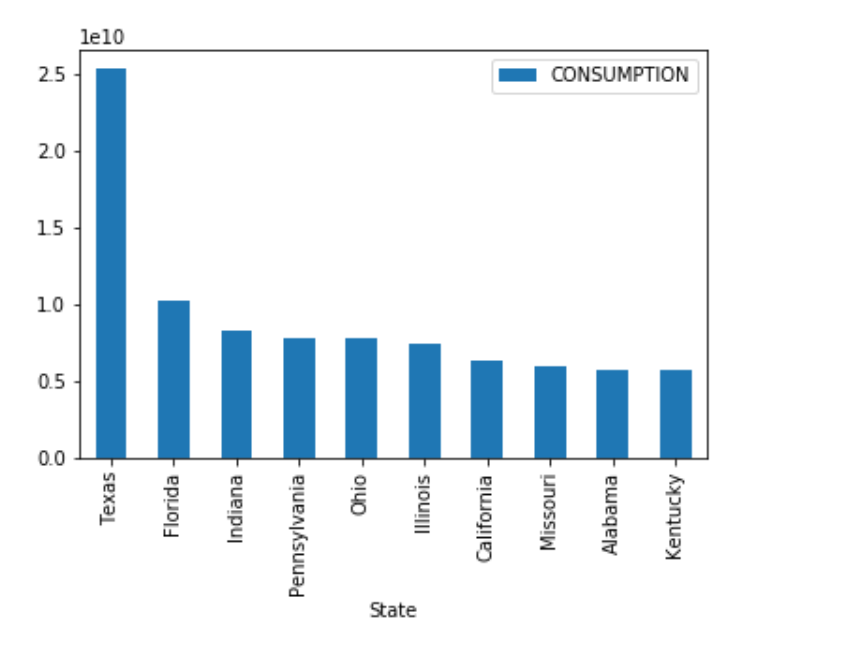 1e10
CONSUMPTION
2.5
2.0
1.5
1.0
0.5
0.0
Texas
Florida
Indiana
Pennsylvania
Ohio
Illinois
California
Missouri
Alabama
Kentucky
State